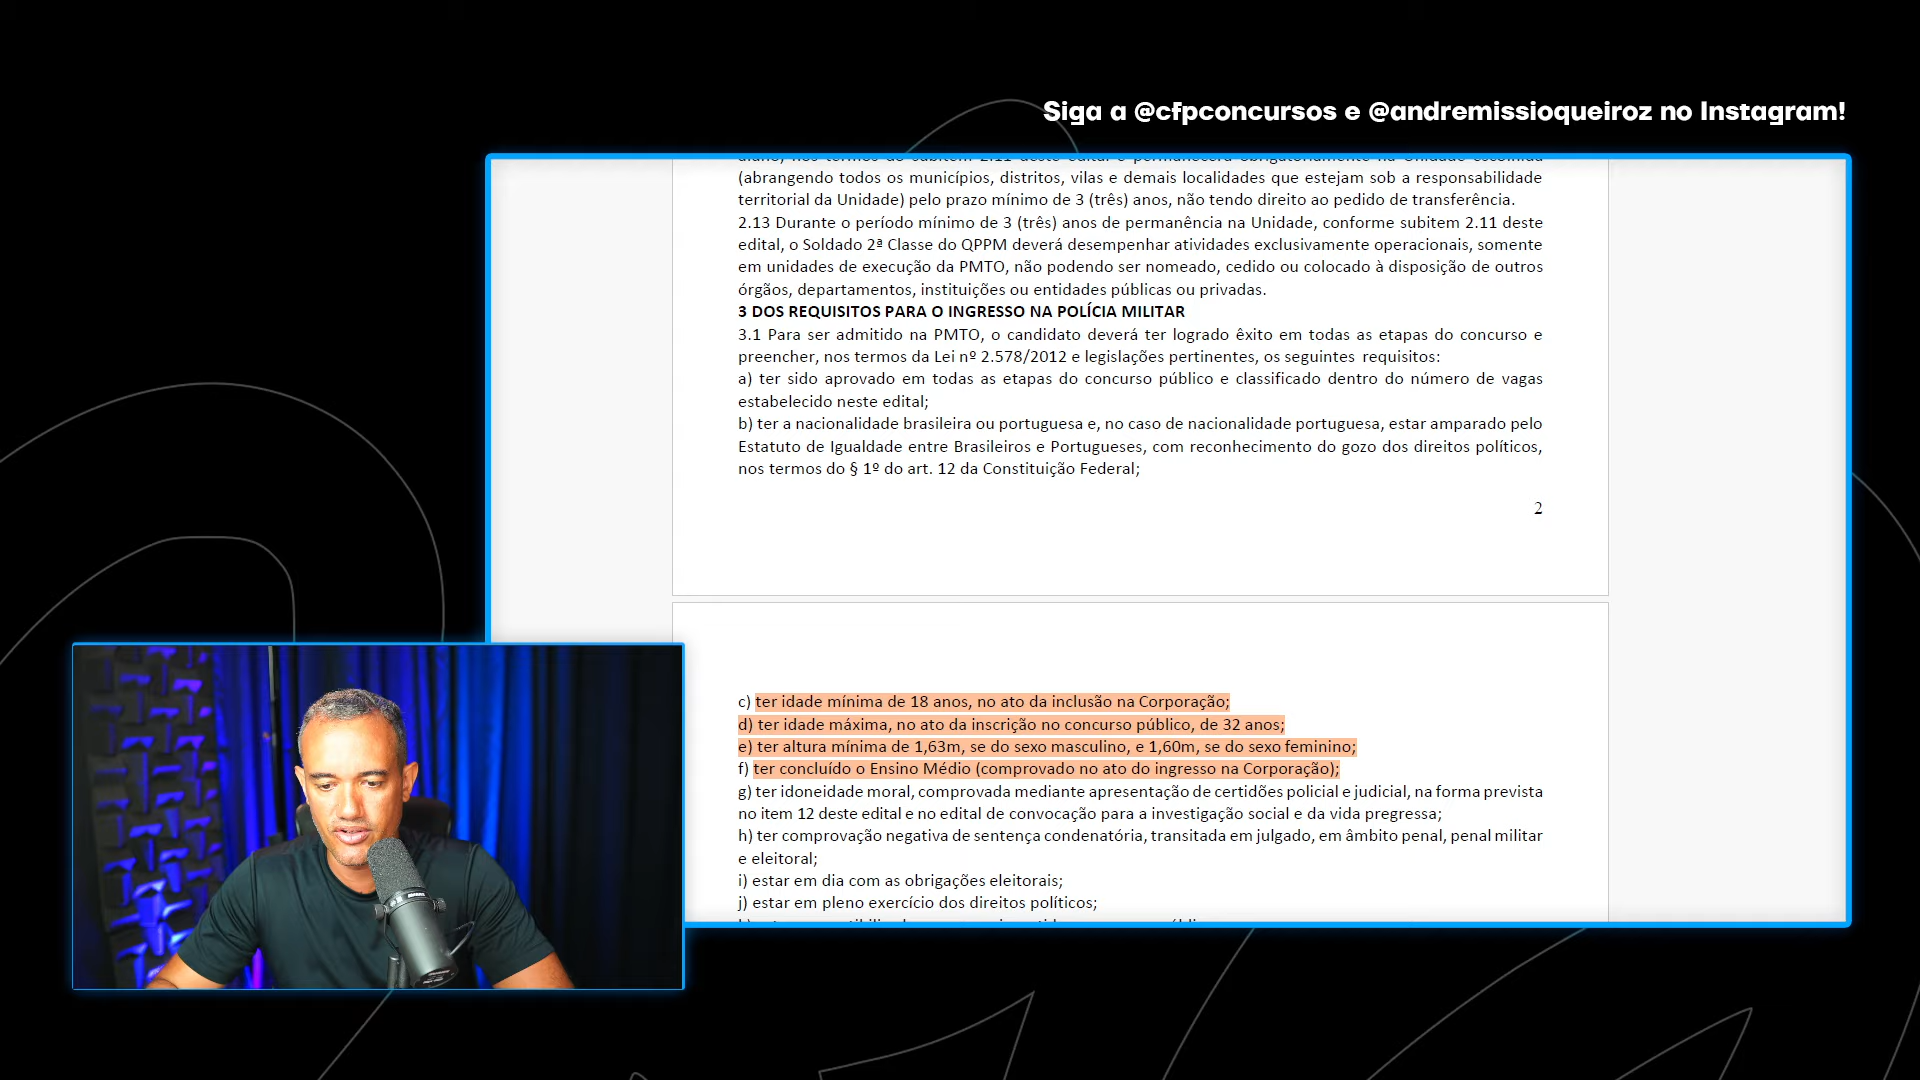 Siga a @cfpconcursos e @andremissioqueiroz no Instagram!
(abrangendo todos os municípios, distritos, vilas e demais localidades que estejam sob a responsabilidade
territorial da Unidade) pelo prazo mínimo de 3 (três) anos, não tendo direito ao pedido de transferência.
2.13 Durante o período mínimo de 3 (três) anos de permanência na Unidade, conforme subitem 2.11 deste
edital, o Soldado 2ª Classe do QPPM deverá desempenhar atividades exclusivamente operacionais, somente
em unidades de execução da PMTO, não podendo ser nomeado, cedido ou colocado à disposição de outros
órgãos, departamentos, instituições ou entidades públicas ou privadas.
3 DOS REQUISITOS PARA O INGRESSO NA POLÍCIA MILITAR
3.1 Para ser admitido na PMTO, o candidato deverá ter logrado êxito em todas as etapas do concurso e
preencher, nos termos da Lei nº 2.578/2012 e legislações pertinentes, os seguintes requisitos:
a) ter sido aprovado em todas as etapas do concurso público e classificado dentro do número de vagas
estabelecido neste edital;
b) ter a nacionalidade brasileira ou portuguesa e, no caso de nacionalidade portuguesa, estar amparado pelo
Estatuto de Igualdade entre Brasileiros e Portugueses, com reconhecimento do gozo dos direitos políticos,
nos termos do § 1º do art. 12 da Constituição Federal;
2
c) ter idade mínima de 18 anos, no ato da inclusão na Corporação;
d) ter idade máxima, no ato da inscrição no concurso público, de 32 anos;
e) ter altura mínima de 1,63m, se do sexo masculino, e 1,60m, se do sexo feminino;
f) ter concluído o Ensino Médio (comprovado no ato do ingresso na Corporação);
g) ter idoneidade moral, comprovada mediante apresentação de certidões policial e judicial, na forma prevista
no item 12 deste edital e no edital de convocação para a investigação social e da vida pregressa;
h) ter comprovação negativa de sentença condenatória, transitada em julgado, em âmbito penal, penal militar
e eleitoral;
i) estar em dia com as obrigações eleitorais;
j) estar em pleno exercício dos direitos políticos;